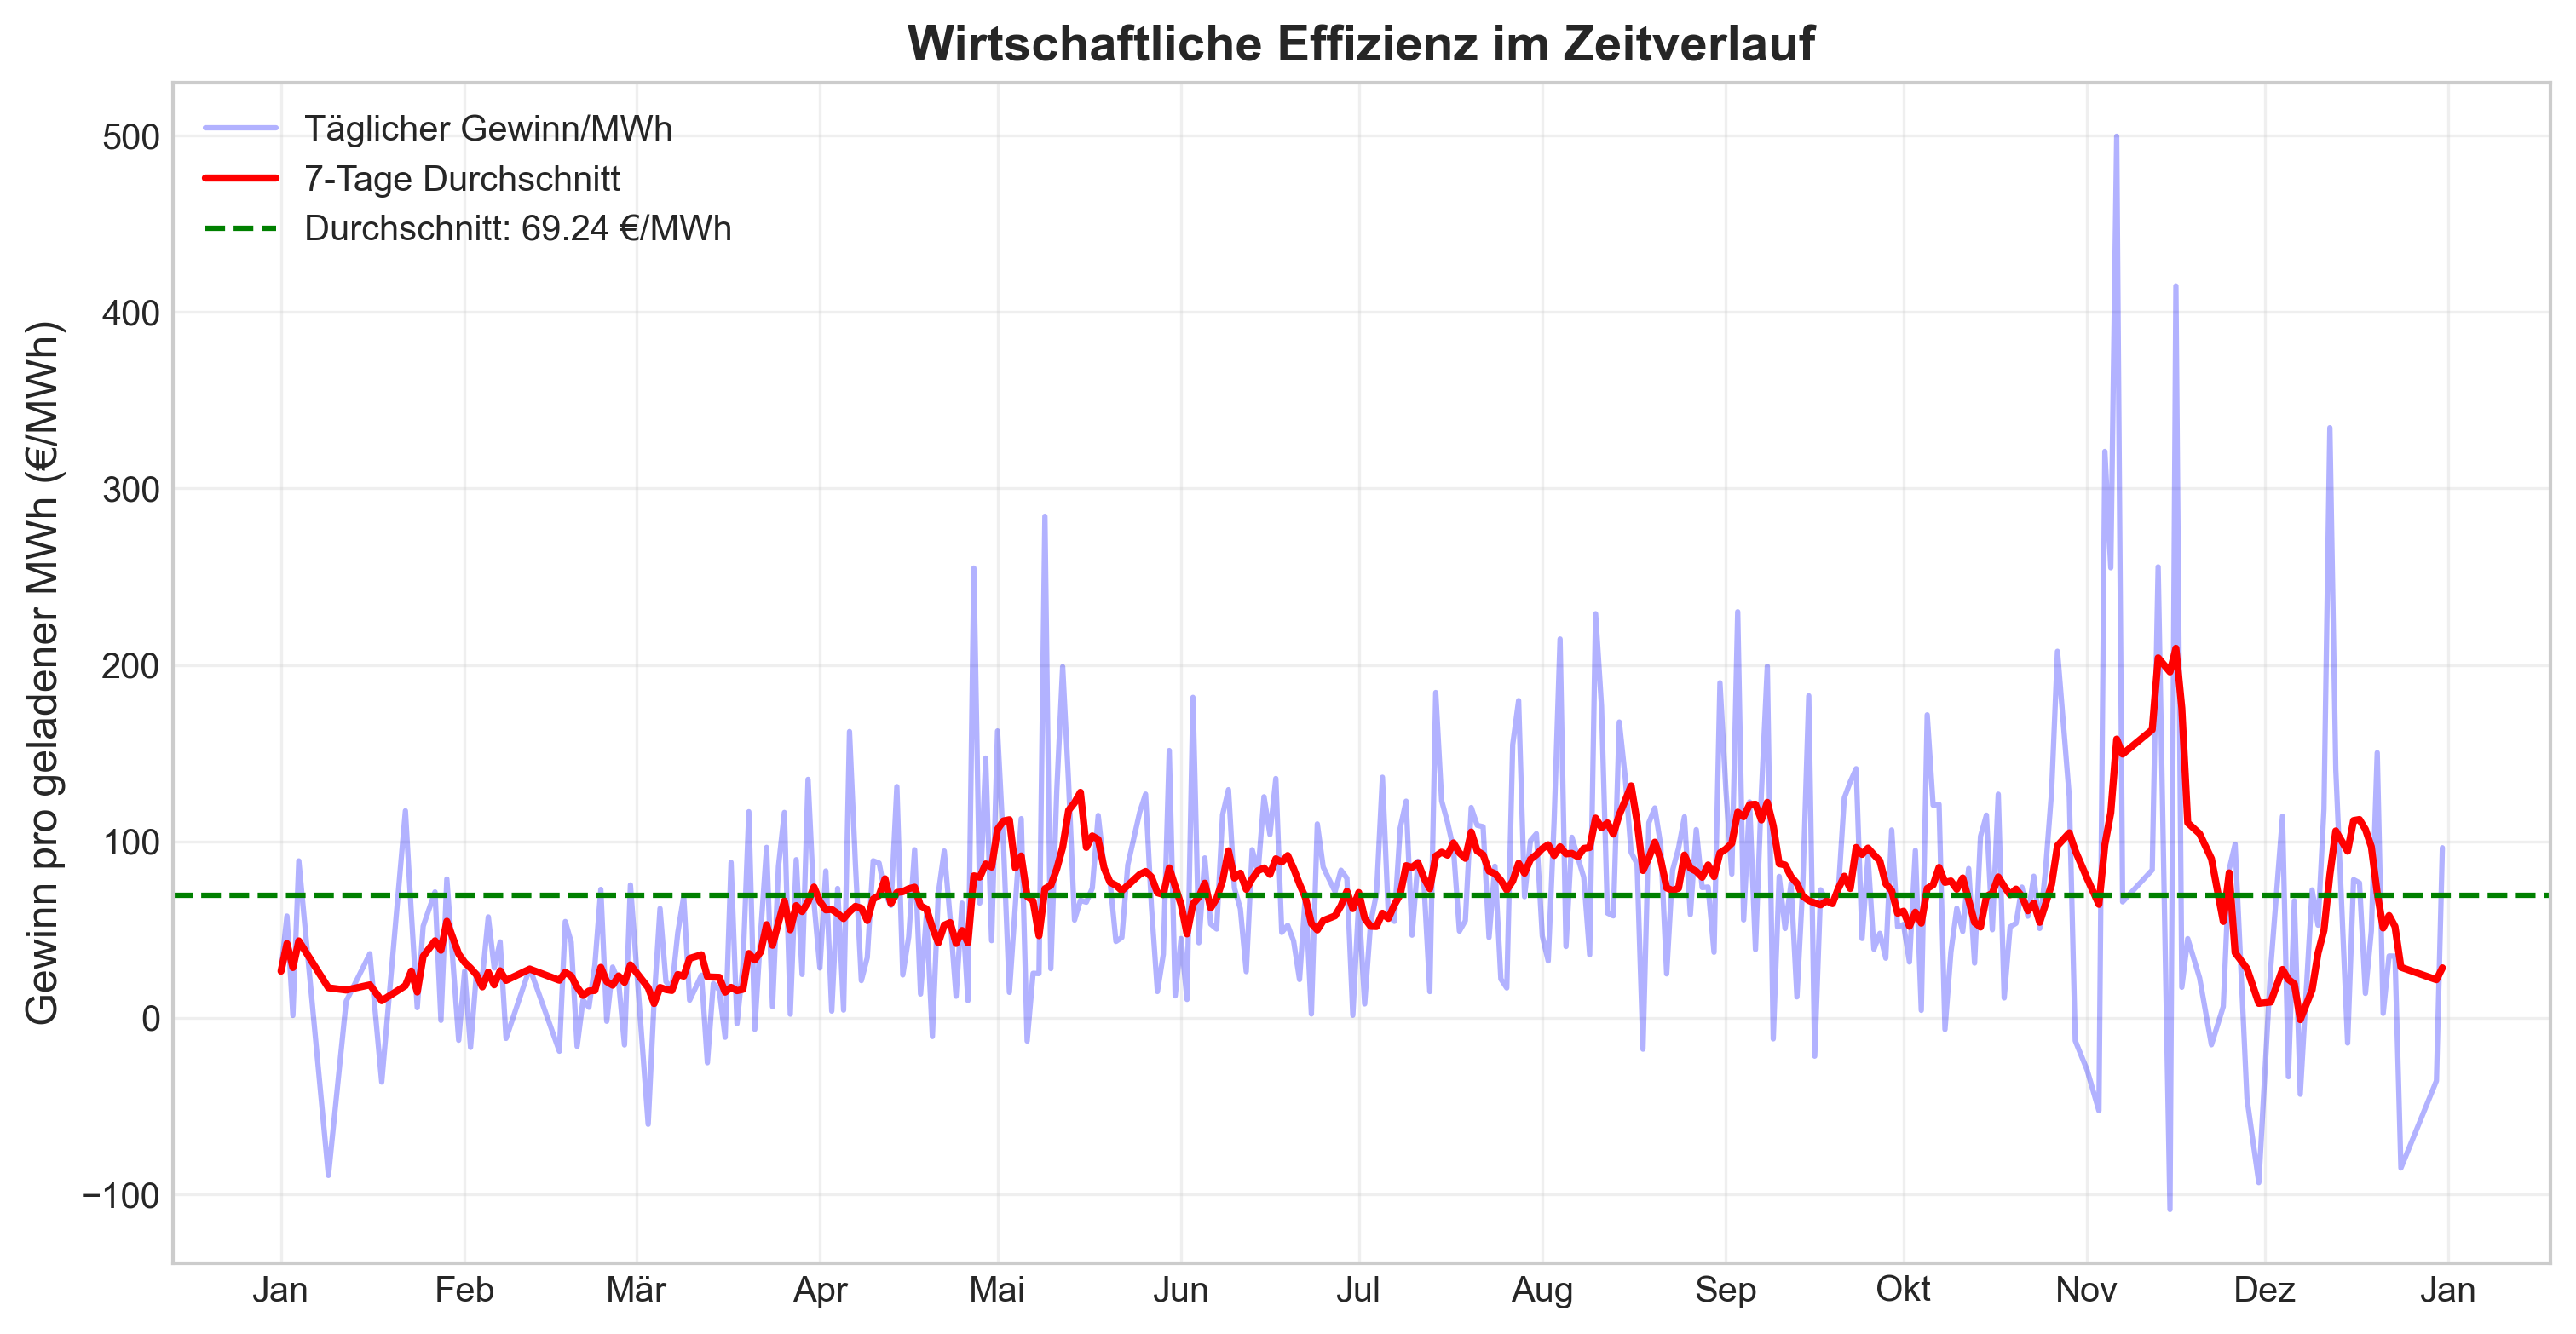 Wirtschaftliche Effizienz im Zeitverlauf
Täglicher Gewinn/MWh
7-Tage Durchschnitt
Durchschnitt: 69.24 €/MWh
Gewinn pro geladener MWh (€/MWh)
500
400
300
200
100
0
−100
Jan Feb Mär Apr Mai Jun Jul Aug Sep Okt Nov Dez Jan